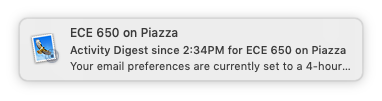 ECE 650 on Piazza
Activity Digest since 2:34PM for ECE 650 on Piazza
Your email preferences are currently set to a 4-hour...